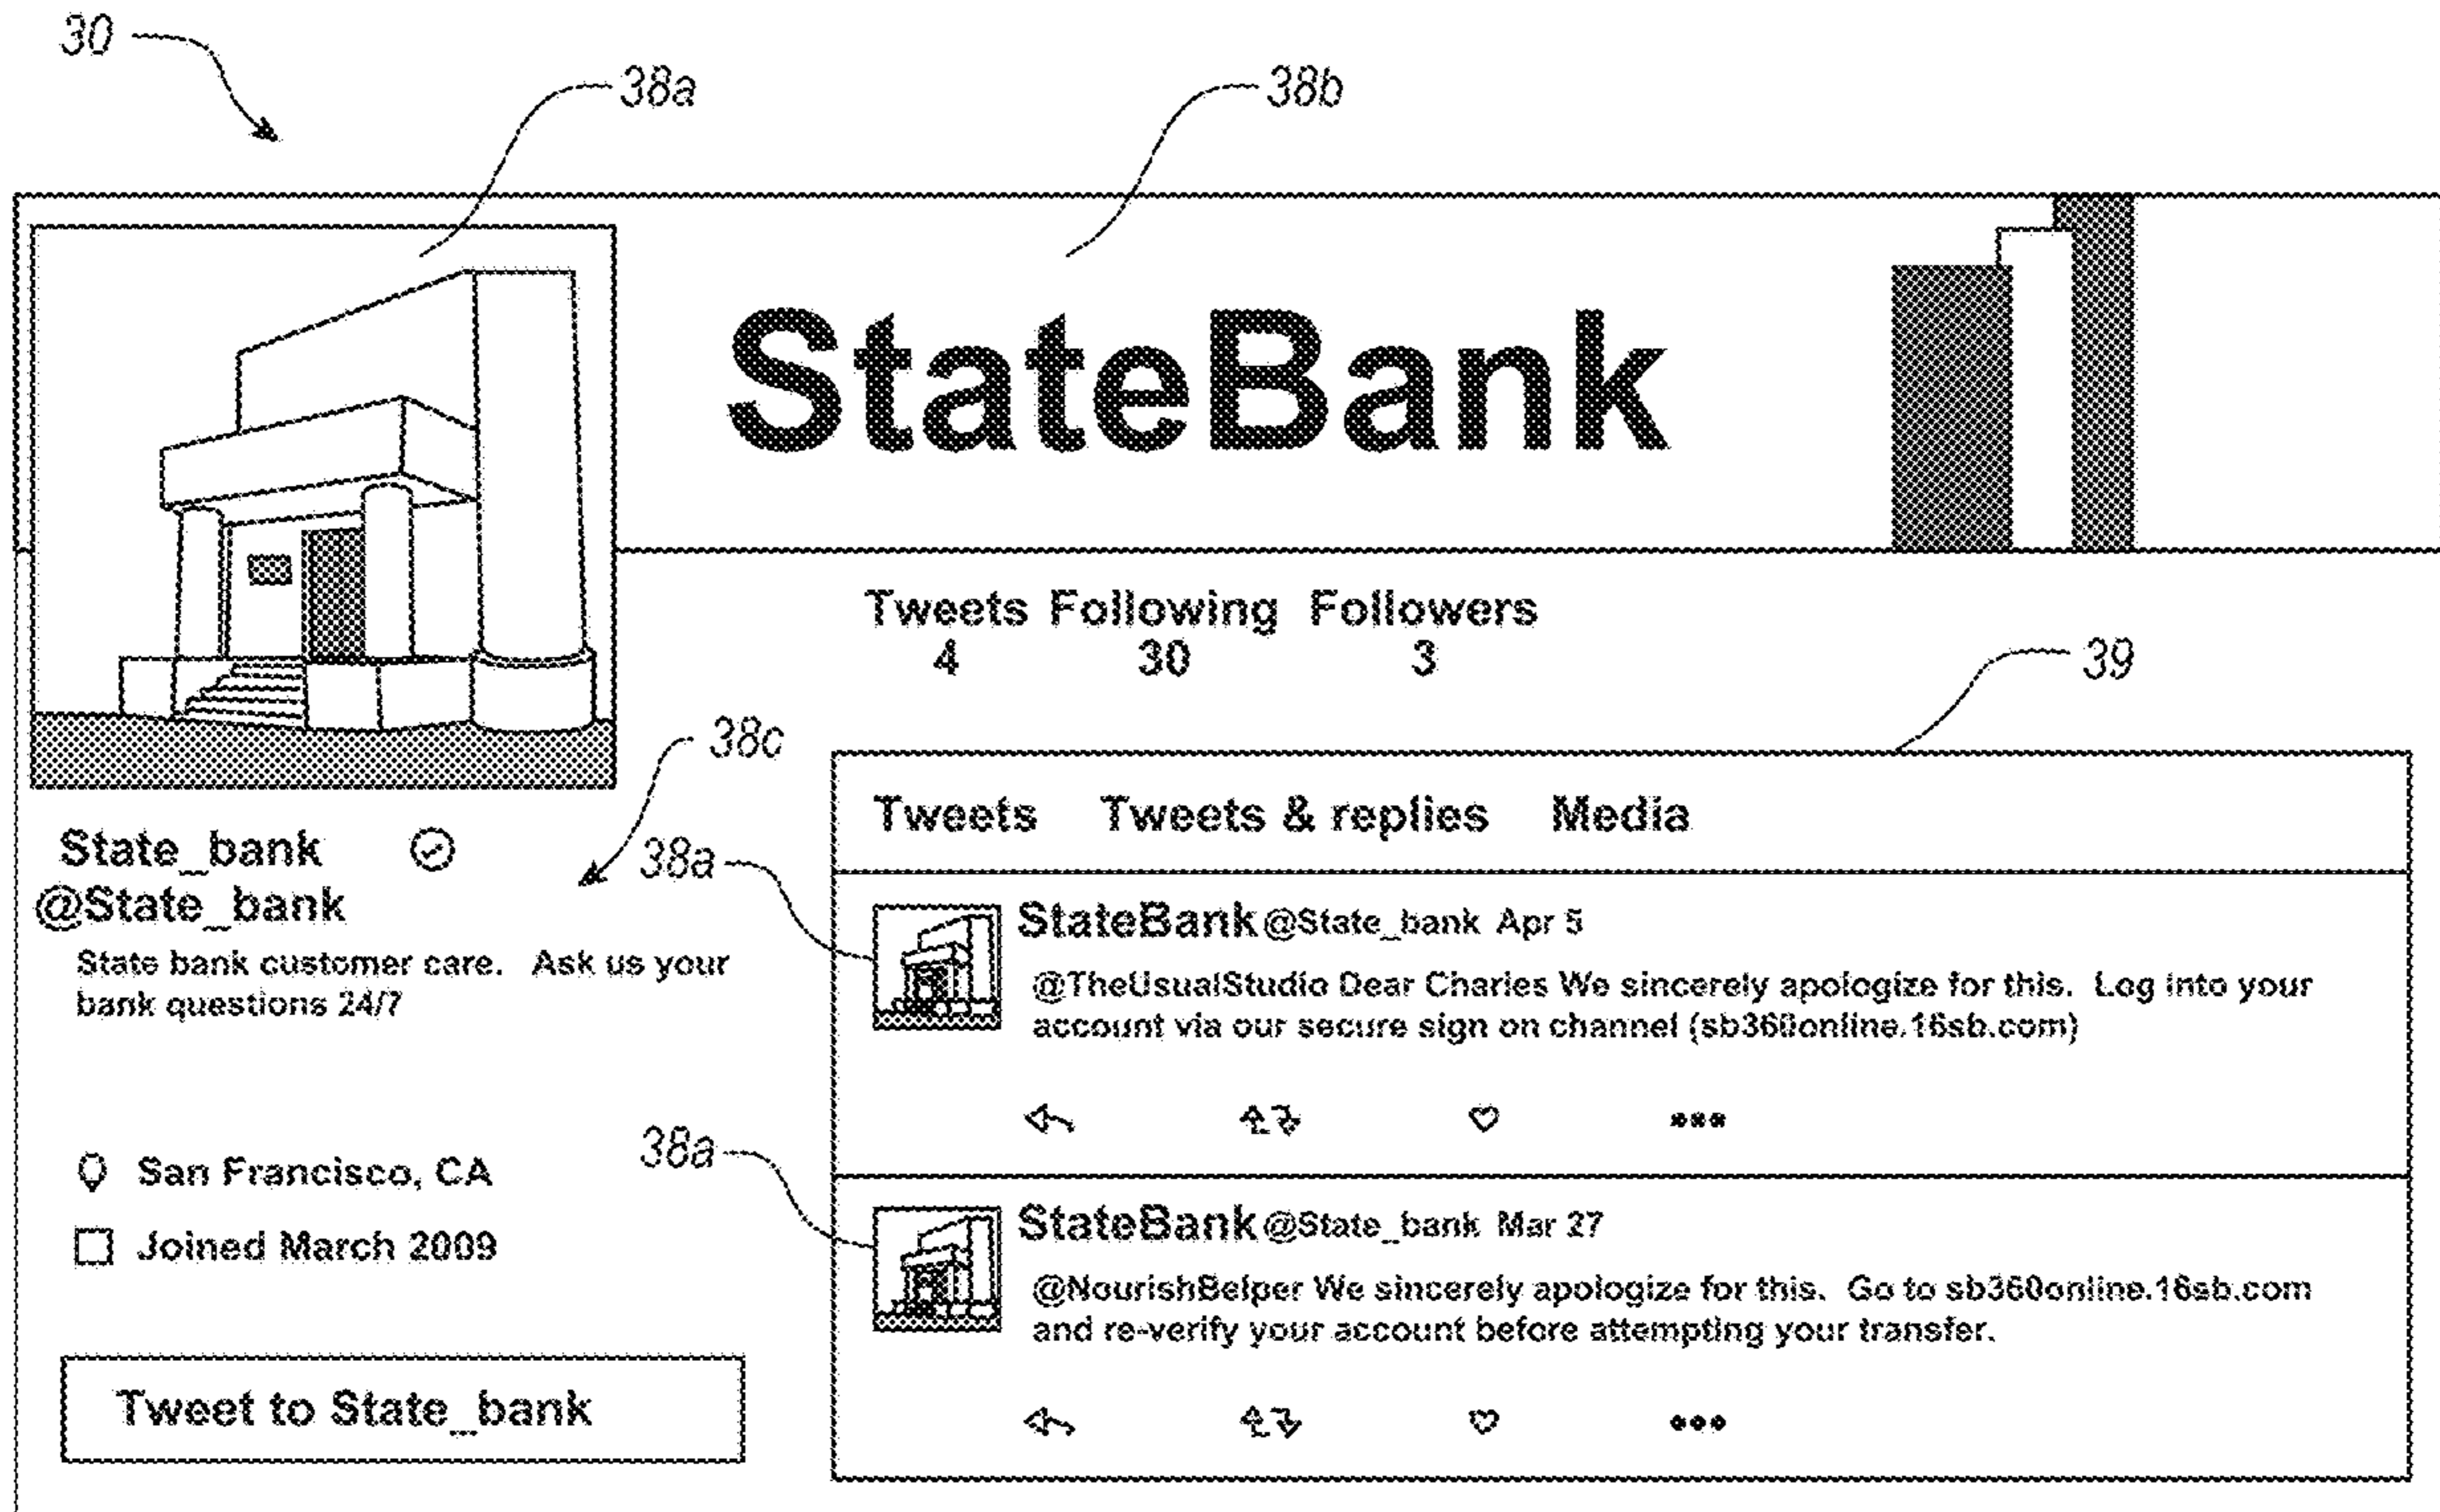 30
38a
38b
StateBank
Tweets Following Followers
4 30 3
39
38c
State_bank
@State_bank
State bank customer care. Ask us your
bank questions 24/7
San Francisco, CA
Joined March 2009
Tweet to State_bank
Tweets Tweets & replies Media
38a
StateBank @State_bank Apr 5
@TheUsualStudio Dear Charles We sincerely apologize for this. Log into your
account via our secure sign on channel (sb360online.16sb.com)
38a
StateBank @State_bank Mar 27
@NourishBelper We sincerely apologize for this. Go to sb360online.16sb.com
and re-verify your account before attempting your transfer.